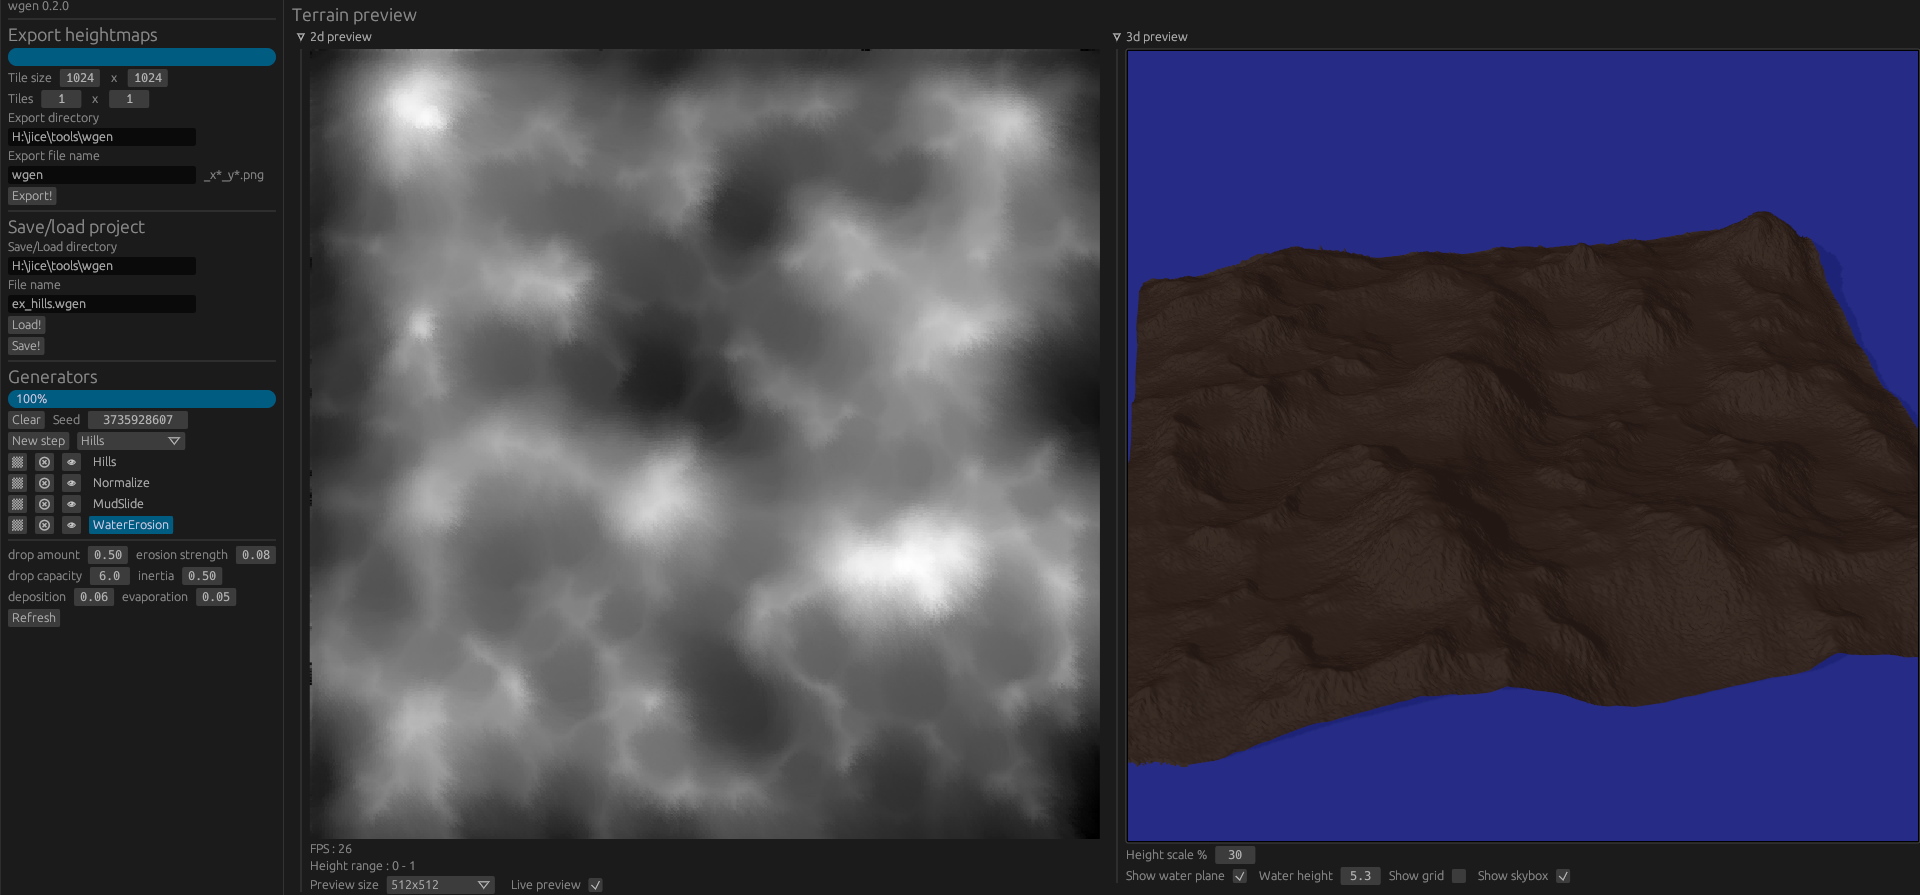 wgen 0.2.0
Export heightmaps
Tile size 1024 x 1024
Tiles 1 x 1
Export directory
H:\jice\tools\wgen
Export file name
wgen _x*_y*.png
Export!
Save/load project
Save/Load directory
H:\jice\tools\wgen
File name
ex_hills.wgen
Load!
Save!
Generators
100%
Clear Seed 3735928607
New step Hills
Hills
Normalize
MudSlide
WaterErosion
drop amount 0.50 erosion strength 0.08
drop capacity 6.0 inertia 0.50
deposition 0.06 evaporation 0.05
Refresh
Terrain preview
2d preview
FPS : 26
Height range : 0 - 1
Preview size 512x512 Live preview
3d preview
Height scale % 30
Show water plane Water height 5.3 Show grid Show skybox